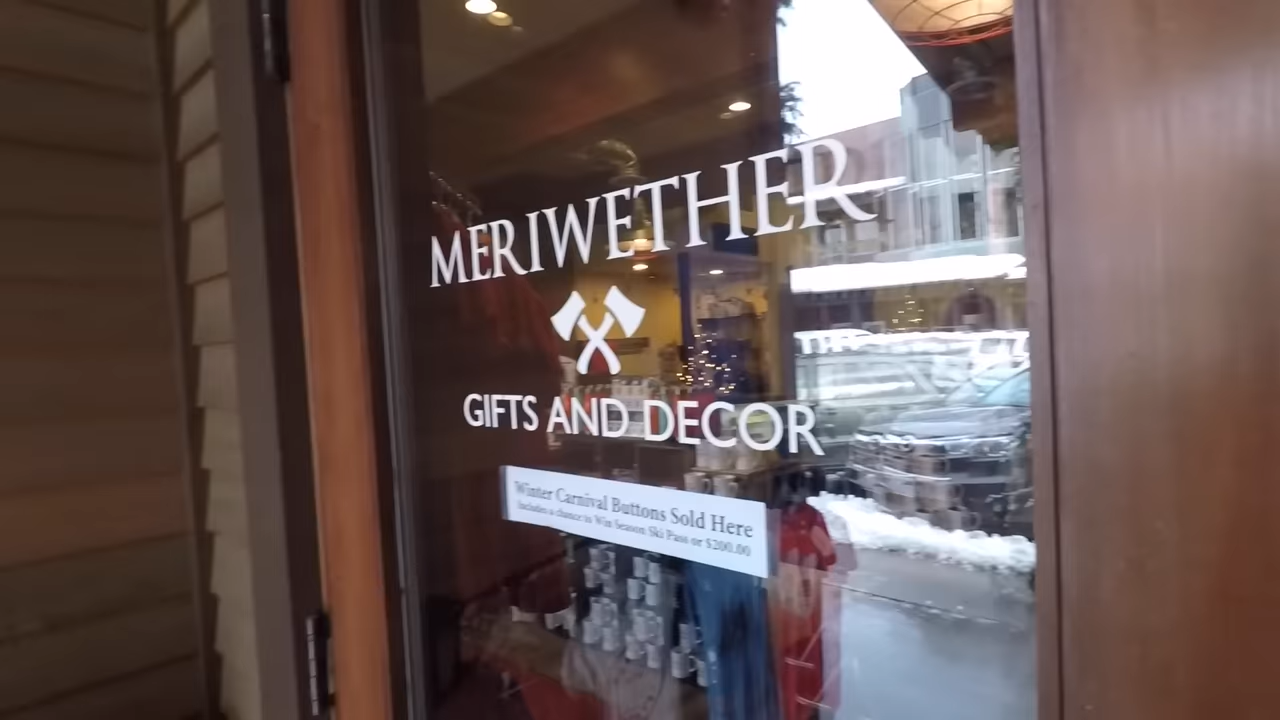 MERIWETHER
GIFTS AND DECOR
Winter Carnival Buttons Sold Here
Includes a chance to Win Season Ski Pass or $200.00